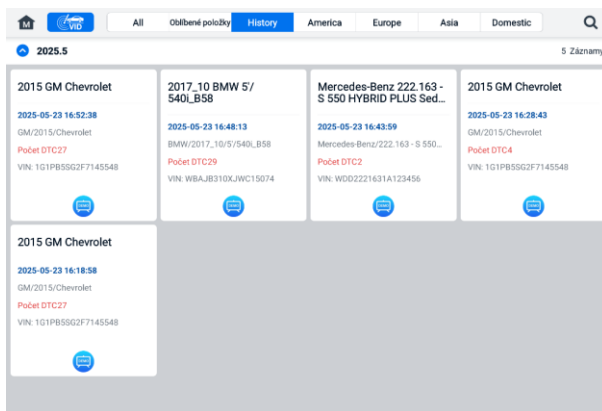 M
VID
All
Oblíbené položky
History
America
Europe
Asia
Domestic
2025.5
5 Záznamy
2015 GM Chevrolet
2025-05-23 16:52:38
GM/2015/Chevrolet
Počet DTC27
VIN: 1G1PB5SG2F7145548
DEMO
2017_10 BMW 5'/
540i_B58
2025-05-23 16:48:13
BMW/2017_10/5'/540i_B58
Počet DTC29
VIN: WBAJB310XJWC15074
DEMO
Mercedes-Benz 222.163 -
S 550 HYBRID PLUS Sed...
2025-05-23 16:43:59
Mercedes-Benz/222.163 - S 550...
Počet DTC2
VIN: WDD2221631A123456
DEMO
2015 GM Chevrolet
2025-05-23 16:28:43
GM/2015/Chevrolet
Počet DTC4
VIN: 1G1PB5SG2F7145548
DEMO
2015 GM Chevrolet
2025-05-23 16:18:58
GM/2015/Chevrolet
Počet DTC27
VIN: 1G1PB5SG2F7145548
DEMO